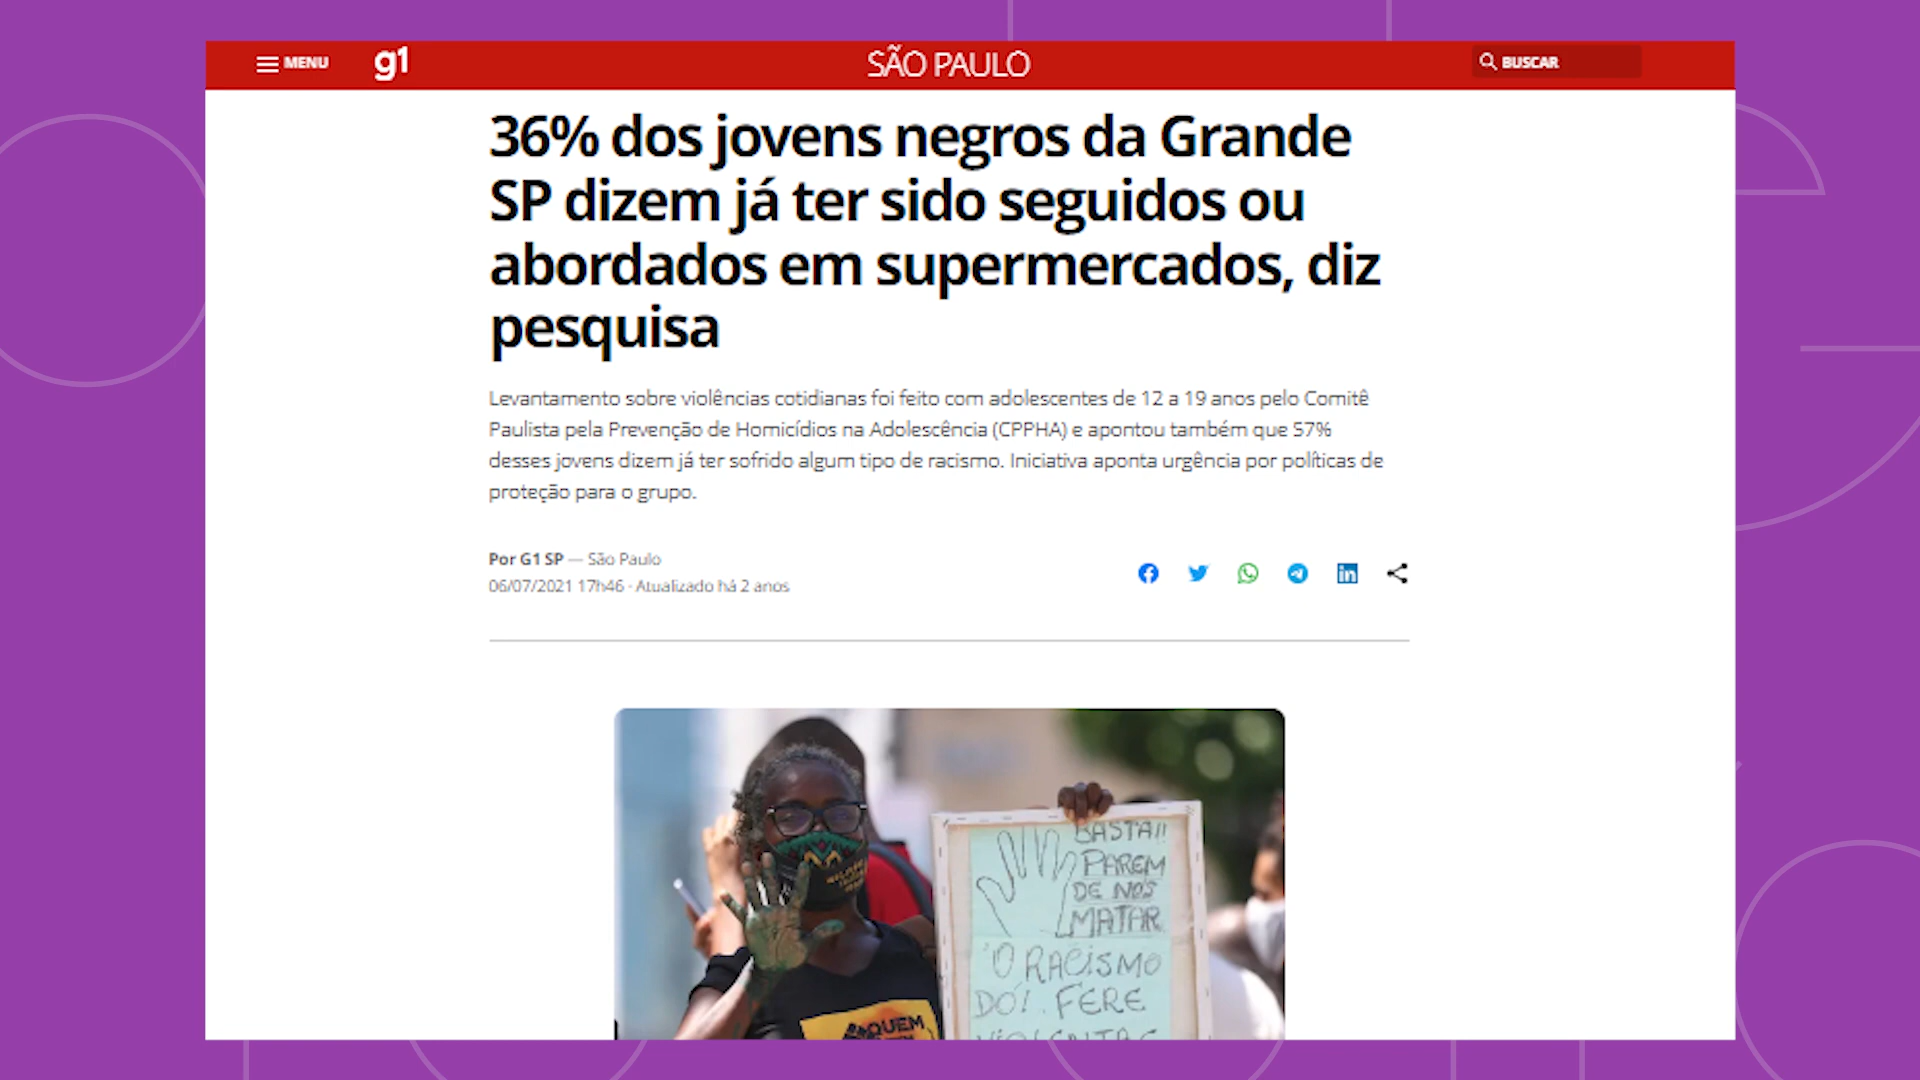 MENU
g1
SÃO PAULO
BUSCAR
36% dos jovens negros da Grande
SP dizem já ter sido seguidos ou
abordados em supermercados, diz
pesquisa
Levantamento sobre violências cotidianas foi feito com adolescentes de 12 a 19 anos pelo Comitê
Paulista pela Prevenção de Homicídios na Adolescência (CPPHA) e apontou também que 57%
desses jovens dizem já ter sofrido algum tipo de racismo. Iniciativa aponta urgência por políticas de
proteção para o grupo.
Por G1 SP — São Paulo
06/07/2021 17h46 · Atualizado há 2 anos
in
BASTA!!
PAREM
DE NÓS
MATAR
'O RACISMO
DÓI. FERE